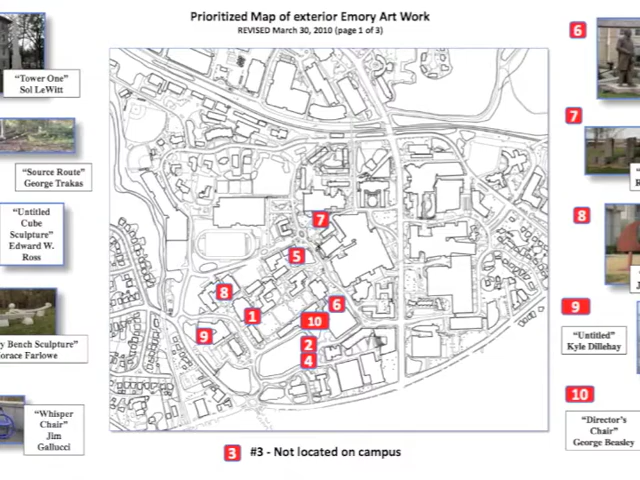 Prioritized Map of exterior Emory Art Work
REVISED March 30, 2010 (page 1 of 3)
"Tower One"
Sol LeWitt
"Source Route"
George Trakas
"Untitled
Cube
Sculpture"
Edward W.
Ross
y Bench Sculpture"
orace Farlowe
"Whisper
Chair"
Jim
Gallucci
7
5
8
6
1
10
9
2
4
3 #3 - Not located on campus
6
7
R
8
J
9
"Untitled"
Kyle Dillehay
10
"Director's
Chair"
George Beasley